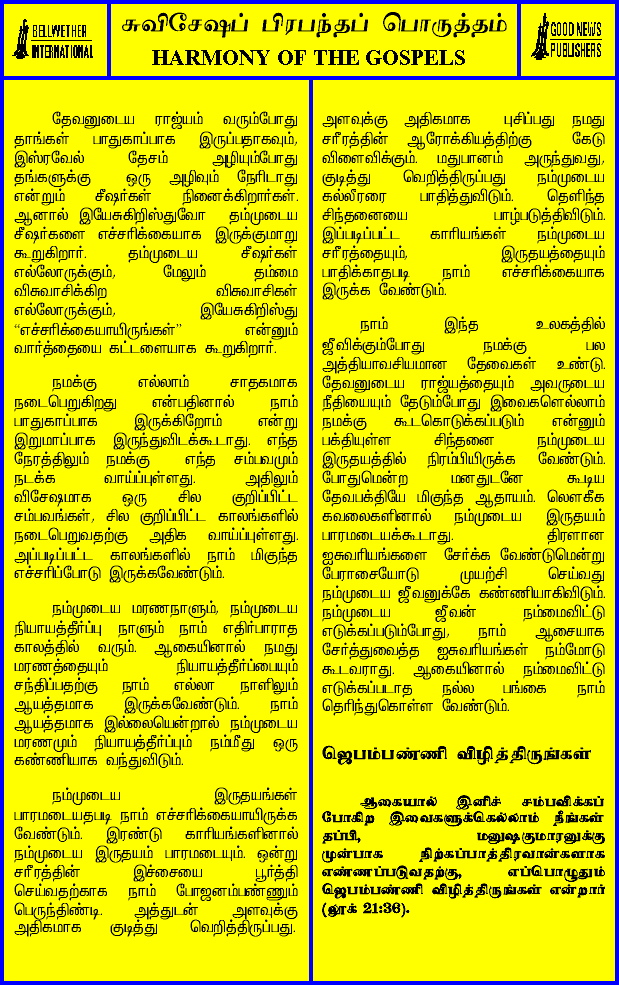 BELLWETHER
INTERNATIONAL
சுவிசேஷப் பிரபந்தப் பொருத்தம்
HARMONY OF THE GOSPELS
GOOD NEWS
PUBLISHERS
தேவனுடைய ராஜ்யம் வரும்போது
தாங்கள் பாதுகாப்பாக இருப்பதாகவும்,
இஸ்ரவேல் தேசம் அழியும்போது
தங்களுக்கு ஒரு அழிவும் நேரிடாது
என்றும் சீஷர்கள் நினைக்கிறார்கள்.
ஆனால் இயேசுகிறிஸ்துவோ தம்முடைய
சீஷர்களை எச்சரிக்கையாக இருக்குமாறு
கூறுகிறார். தம்முடைய சீஷர்கள்
எல்லோருக்கும், மேலும் தம்மை
விசுவாசிக்கிற விசுவாசிகள்
எல்லோருக்கும், இயேசுகிறிஸ்து
“எச்சரிக்கையாயிருங்கள்” என்னும்
வார்த்தையை கட்டளையாக கூறுகிறார்.
நமக்கு எல்லாம் சாதகமாக
நடைபெறுகிறது என்பதினால் நாம்
பாதுகாப்பாக இருக்கிறோம் என்று
இறுமாப்பாக இருந்துவிடக்கூடாது. எந்த
நேரத்திலும் நமக்கு எந்த சம்பவமும்
நடக்க வாய்ப்புள்ளது. அதிலும்
விசேஷமாக ஒரு சில குறிப்பிட்ட
சம்பவங்கள், சில குறிப்பிட்ட காலங்களில்
நடைபெறுவதற்கு அதிக வாய்ப்புள்ளது.
அப்படிப்பட்ட காலங்களில் நாம் மிகுந்த
எச்சரிப்போடு இருக்கவேண்டும்.
நம்முடைய மரணநாளும், நம்முடைய
நியாயத்தீர்ப்பு நாளும் நாம் எதிர்பாராத
காலத்தில் வரும். ஆகையினால் நமது
மரணத்தையும் நியாயத்தீர்ப்பையும்
சந்திப்பதற்கு நாம் எல்லா நாளிலும்
ஆயத்தமாக இருக்கவேண்டும். நாம்
ஆயத்தமாக இல்லையென்றால் நம்முடைய
மரணமும் நியாயத்தீர்ப்பும் நம்மீது ஒரு
கண்ணியாக வந்துவிடும்.
நம்முடைய இருதயங்கள்
பாரமடையாதபடி நாம் எச்சரிக்கையாயிருக்க
வேண்டும். இரண்டு காரியங்களினால்
நம்முடைய இருதயம் பாரமடையும். ஒன்று
சரீரத்தின் இச்சையை பூர்த்தி
செய்வதற்காக நாம் போஜனம்பண்ணும்
பெருந்திண்டி. அத்துடன் அளவுக்கு
அதிகமாக குடித்து வெறித்திருப்பது.
அளவுக்கு அதிகமாக புசிப்பது நமது
சரீரத்தின் ஆரோக்கியத்திற்கு கேடு
விளைவிக்கும். மதுபானம் அருந்துவது,
குடித்து வெறித்திருப்பது நம்முடைய
கல்லீரரை பாதித்துவிடும். தெளிந்த
சிந்தனையை பாழ்படுத்திவிடும்.
இப்படிப்பட்ட காரியங்கள் நம்முடைய
சரீரத்தையும், இருதயத்தையும்
பாதிக்காதபடி நாம் எச்சரிக்கையாக
இருக்க வேண்டும்.
நாம் இந்த உலகத்தில்
ஜீவிக்கும்போது நமக்கு பல
அத்தியாவசியமான தேவைகள் உண்டு.
தேவனுடைய ராஜ்யத்தையும் அவருடைய
நீதியையும் தேடும்போது இவைகளெல்லாம்
நமக்கு கூடகொடுக்கப்படும் என்னும்
பக்தியுள்ள சிந்தனை நம்முடைய
இருதயத்தில் நிரம்பியிருக்க வேண்டும்.
போதுமென்ற மனதுடனே கூடிய
தேவபக்தியே மிகுந்த ஆதாயம். லௌகீக
கவலைகளினால் நம்முடைய இருதயம்
பாரமடையக்கூடாது. திரளான
ஐசுவரியங்களை சேர்க்க வேண்டுமென்று
பேராசையோடு முயற்சி செய்வது
நம்முடைய ஜீவனுக்கே கண்ணியாகிவிடும்.
நம்முடைய ஜீவன் நம்மைவிட்டு
எடுக்கப்படும்போது, நாம் ஆசையாக
சேர்த்துவைத்த ஐசுவரியங்கள் நம்மோடு
கூடவராது. ஆகையினால் நம்மைவிட்டு
எடுக்கப்படாத நல்ல பங்கை நாம்
தெரிந்துகொள்ள வேண்டும்.
ஜெபம்பண்ணி விழித்திருங்கள்
ஆகையால் இனிச் சம்பவிக்கப்
போகிற இவைகளுக்கெல்லாம் நீங்கள்
தப்பி, மனுஷகுமாரனுக்கு
முன்பாக நிற்கப்பாத்திரவான்களாக
எண்ணப்படுவதற்கு, எப்பொழுதும்
ஜெபம்பண்ணி விழித்திருங்கள் என்றார்
(லூக் 21:36).